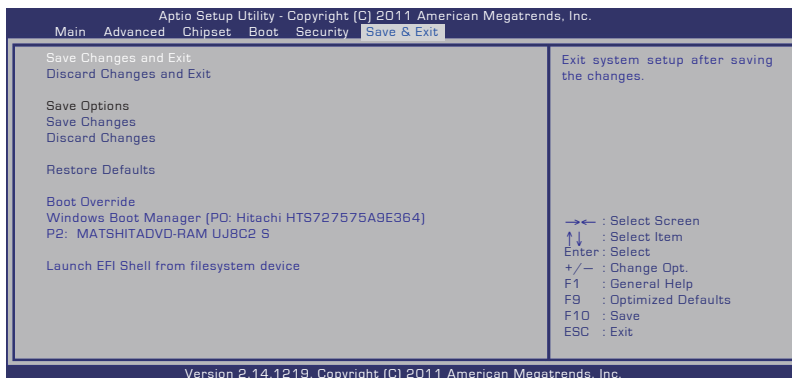 Aptio Setup Utility - Copyright (C) 2011 American Megatrends, Inc.
Main Advanced Chipset Boot Security Save & Exit
Save Changes and Exit
Discard Changes and Exit
Save Options
Save Changes
Discard Changes
Restore Defaults
Boot Override
Windows Boot Manager (P0: Hitachi HTS727575A9E364)
P2: MATSHITADVD-RAM UJ8C2 S
Launch EFI Shell from filesystem device
Exit system setup after saving
the changes.
→← : Select Screen
↑↓ : Select Item
Enter : Select
+/— : Change Opt.
F1 : General Help
F9 : Optimized Defaults
F10 : Save
ESC : Exit
Version 2.14.1219. Copyright (C) 2011 American Megatrends, Inc.